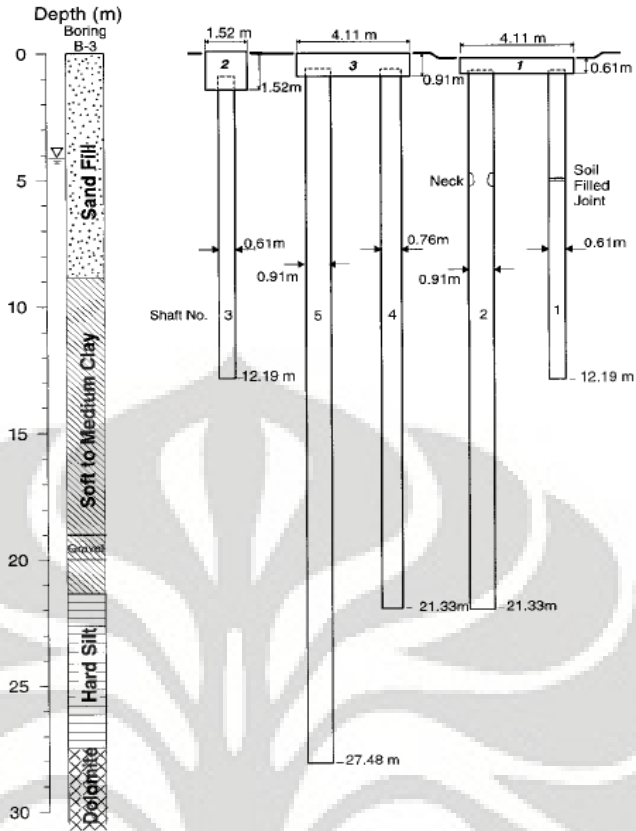 Depth (m)
Boring
B-3
1.52 m
4.11 m
4.11 m
0
2
3
1
1.52m
0.91m
0.61m
Sand Fill
5
Neck
Soil
Filled
Joint
0.61m
0.76m
0.61m
0.91m
0.91m
10
Shaft No.
3
5
4
2
1
12.19 m
12.19 m
Soft to Medium Clay
15
Gravel
20
21.33m
21.33m
Hard Silt
25
27.48 m
Dolomite
30